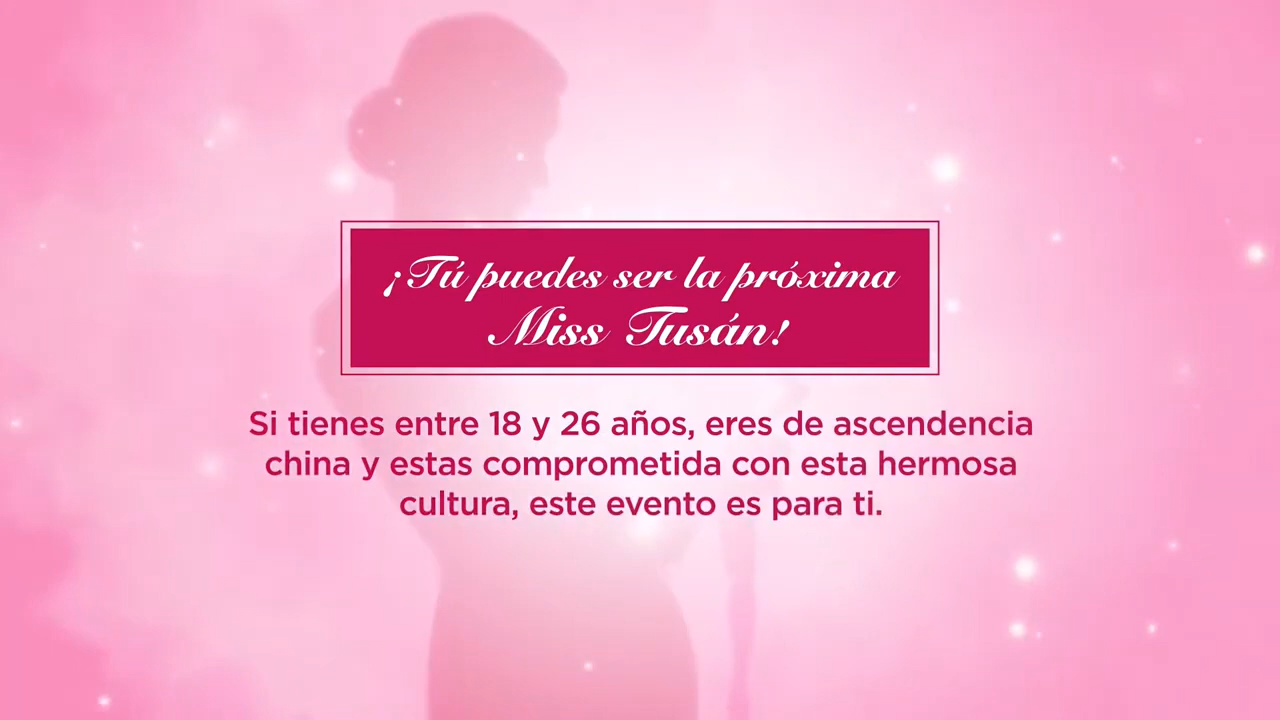 ¡Tú puedes ser la próxima
Miss Tusán!
Si tienes entre 18 y 26 años, eres de ascendencia
china y estas comprometida con esta hermosa
cultura, este evento es para ti.